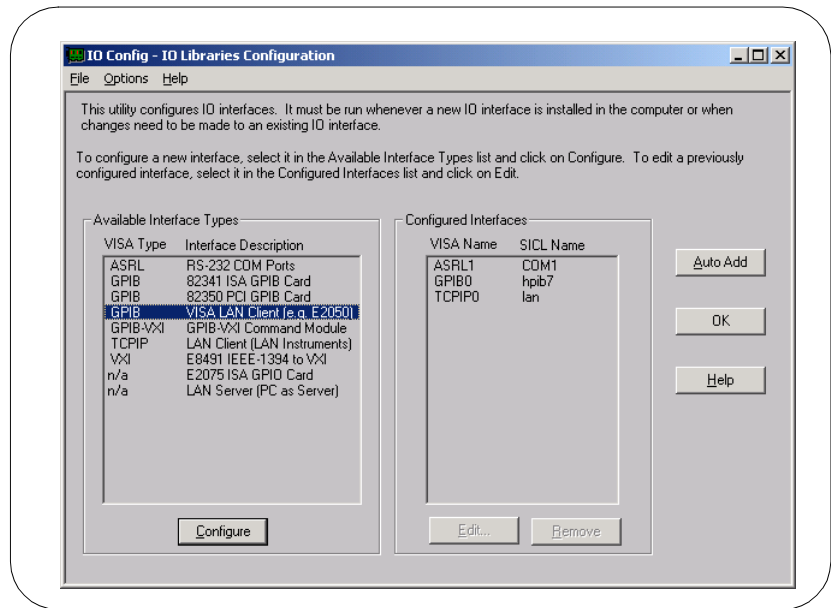 IO Config - IO Libraries Configuration
File Options Help
This utility configures IO interfaces. It must be run whenever a new IO interface is installed in the computer or when
changes need to be made to an existing IO interface.
To configure a new interface, select it in the Available Interface Types list and click on Configure. To edit a previously
configured interface, select it in the Configured Interfaces list and click on Edit.
Available Interface Types
VISA Type Interface Description
ASRL RS-232 COM Ports
GPIB 82341 ISA GPIB Card
GPIB 82350 PCI GPIB Card
GPIB VISA LAN Client (e.g. E2050)
GPIB-VXI GPIB-VXI Command Module
TCPIP LAN Client (LAN Instruments)
VXI E8491 IEEE-1394 to VXI
n/a E2075 ISA GPIO Card
n/a LAN Server (PC as Server)
Configure
Configured Interfaces
VISA Name SICL Name
ASRL1 COM1
GPIB0 hpib7
TCPIP0 lan
Edit... Remove
Auto Add
OK
Help